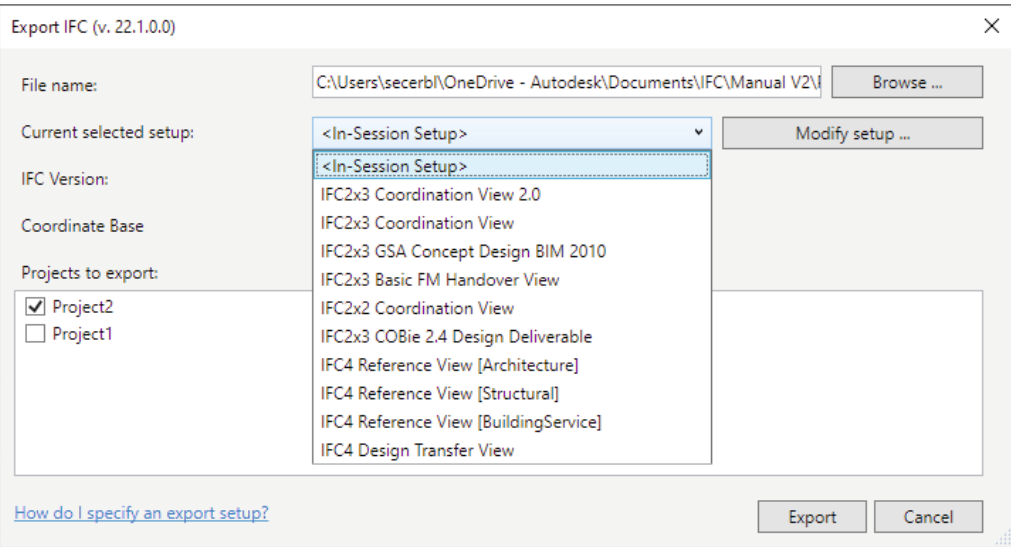 Export IFC (v. 22.1.0.0)
File name:
C:\Users\secerbl\OneDrive - Autodesk\Documents\IFC\Manual V2\
Browse ...
Current selected setup:
<In-Session Setup>
Modify setup ...
<In-Session Setup>
IFC Version:
IFC2x3 Coordination View 2.0
IFC2x3 Coordination View
Coordinate Base
IFC2x3 GSA Concept Design BIM 2010
Projects to export:
IFC2x3 Basic FM Handover View
Project2
IFC2x2 Coordination View
Project1
IFC2x3 COBie 2.4 Design Deliverable
IFC4 Reference View [Architecture]
IFC4 Reference View [Structural]
IFC4 Reference View [BuildingService]
IFC4 Design Transfer View
How do I specify an export setup?
Export
Cancel